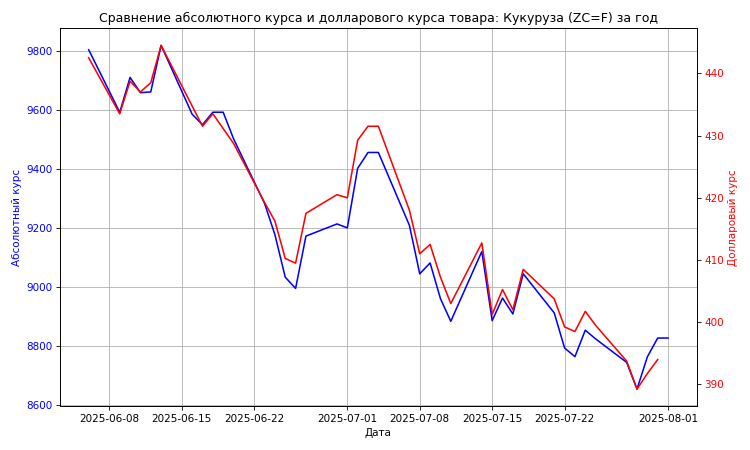 Сравнение абсолютного курса и долларового курса товара: Кукуруза (ZC=F) за год
9800
9600
9400
9200
9000
8800
8600
Абсолютный курс
440
430
420
410
400
390
Долларовый курс
2025-06-08 2025-06-15 2025-06-22 2025-07-01 2025-07-08 2025-07-15 2025-07-22 2025-08-01
Дата